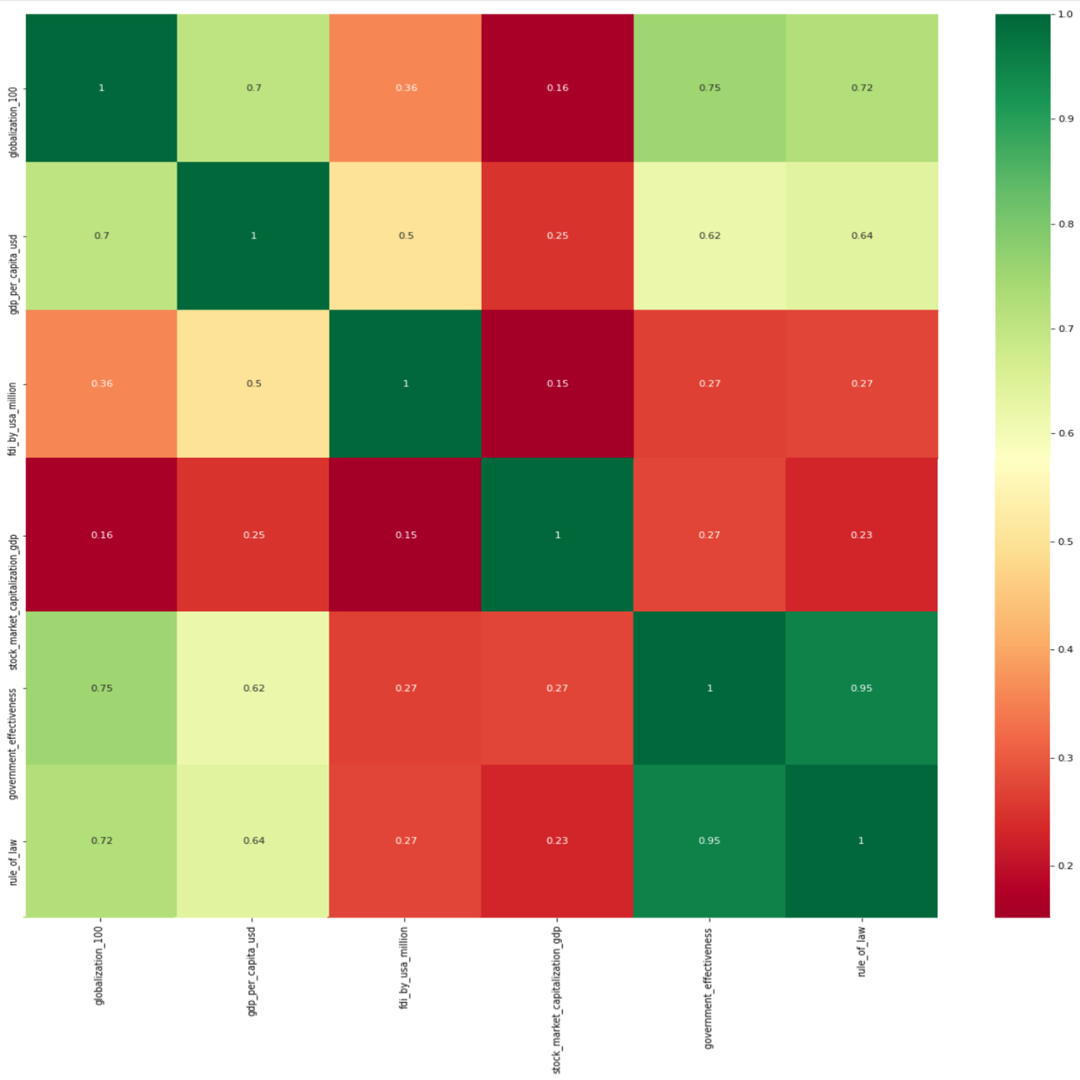 globalization_100 1 0.7 0.36 0.16 0.75 0.72
gdp_per_capita_usd 0.7 1 0.5 0.25 0.62 0.64
fdi_by_usa_million 0.36 0.5 1 0.15 0.27 0.27
stock_market_capitalization_gdp 0.16 0.25 0.15 1 0.27 0.23
government_effectiveness 0.75 0.62 0.27 0.27 1 0.95
rule_of_law 0.72 0.64 0.27 0.23 0.95 1
globalization_100
gdp_per_capita_usd
fdi_by_usa_million
stock_market_capitalization_gdp
government_effectiveness
rule_of_law
1.0
0.9
0.8
0.7
0.6
0.5
0.4
0.3
0.2